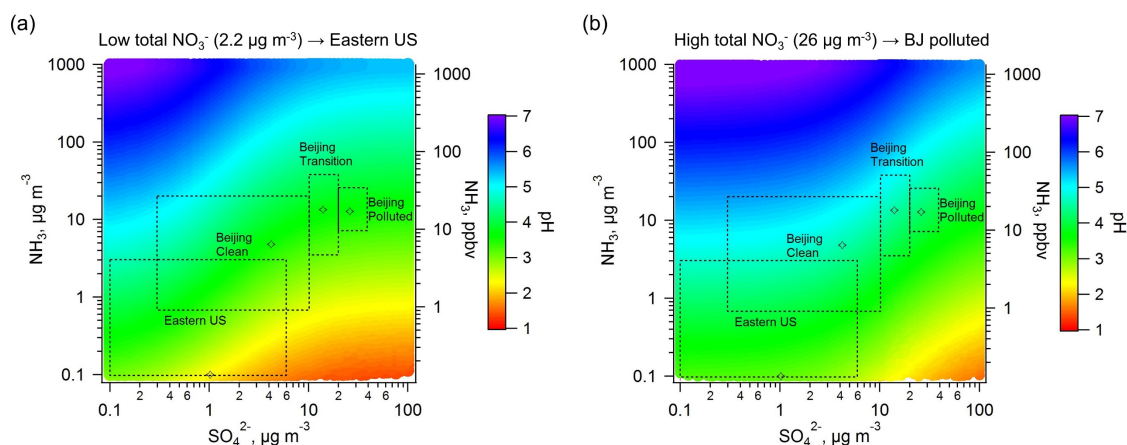 (a)
Low total NO₃⁻ (2.2 µg m⁻³) → Eastern US
1000
100
10
1
0.1
NH₃, µg m⁻³
0.1
2
4
6
1
2
4
6
10
2
4
6
100
SO₄²⁻, µg m⁻³
1000
100
10
1
NH₃, ppbv
Beijing
Transition
Beijing
Polluted
Beijing
Clean
Eastern US
7
6
5
4
3
2
1
pH
(b)
High total NO₃⁻ (26 µg m⁻³) → BJ polluted
1000
100
10
1
0.1
NH₃, µg m⁻³
0.1
2
4
6
1
2
4
6
10
2
4
6
100
SO₄²⁻, µg m⁻³
1000
100
10
1
NH₃, ppbv
Beijing
Transition
Beijing
Polluted
Beijing
Clean
Eastern US
7
6
5
4
3
2
1
pH